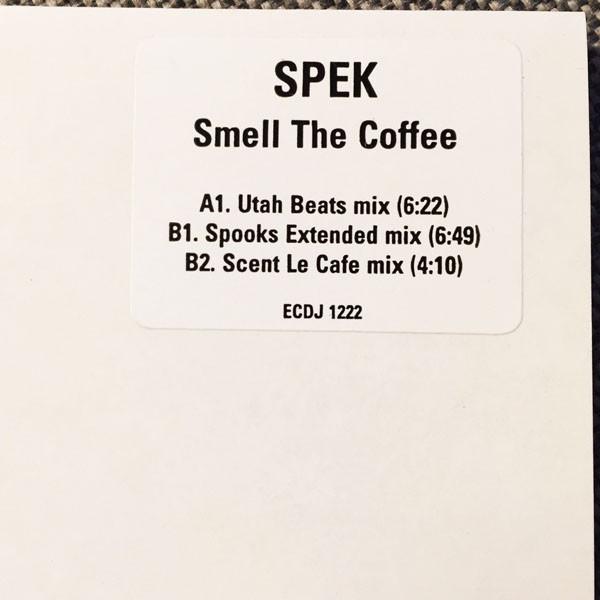 SPEK
Smell The Coffee
A1. Utah Beats mix (6:22)
B1. Spooks Extended mix (6:49)
B2. Scent Le Cafe mix (4:10)
ECDJ 1222